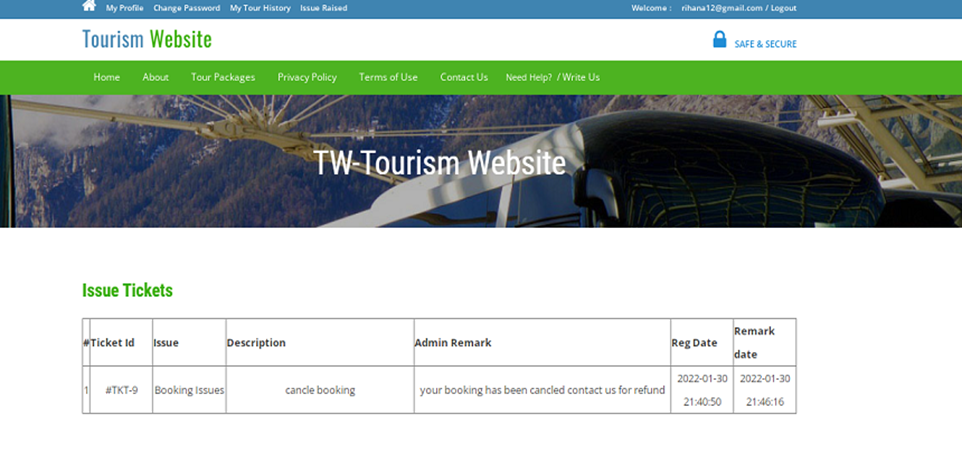 My Profile Change Password My Tour History Issue Raised Welcome : rihana12@gmail.com / Logout
Tourism Website SAFE & SECURE
Home About Tour Packages Privacy Policy Terms of Use Contact Us Need Help? / Write Us
TW-Tourism Website
Issue Tickets
# Ticket Id Issue Description Admin Remark Reg Date Remark date
1 #TKT-9 Booking Issues cancle booking your booking has been cancled contact us for refund 2022-01-30 21:40:50 2022-01-30 21:46:16